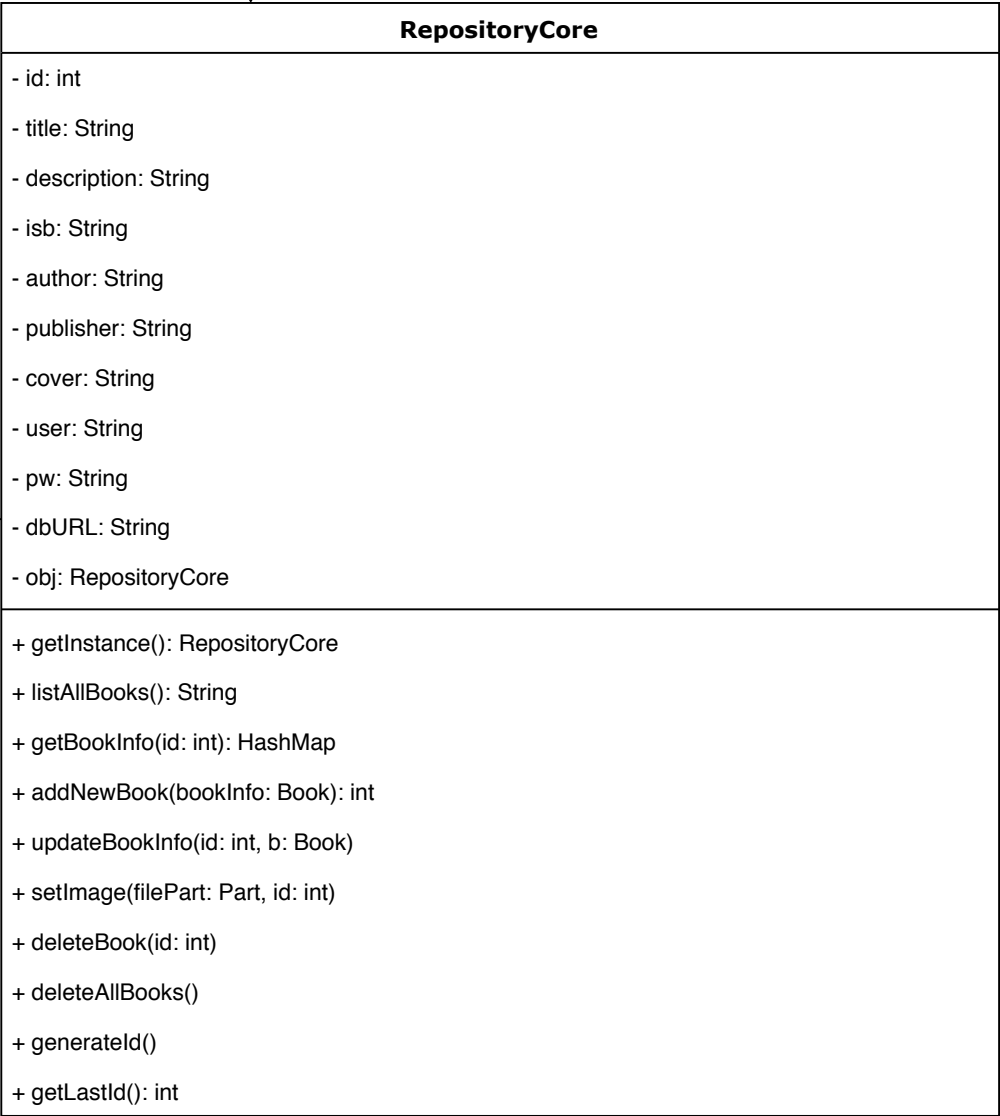 RepositoryCore
- id: int
- title: String
- description: String
- isb: String
- author: String
- publisher: String
- cover: String
- user: String
- pw: String
- dbURL: String
- obj: RepositoryCore
+ getInstance(): RepositoryCore
+ listAllBooks(): String
+ getBookInfo(id: int): HashMap
+ addNewBook(bookInfo: Book): int
+ updateBookInfo(id: int, b: Book)
+ setImage(filePart: Part, id: int)
+ deleteBook(id: int)
+ deleteAllBooks()
+ generateId()
+ getLastId(): int